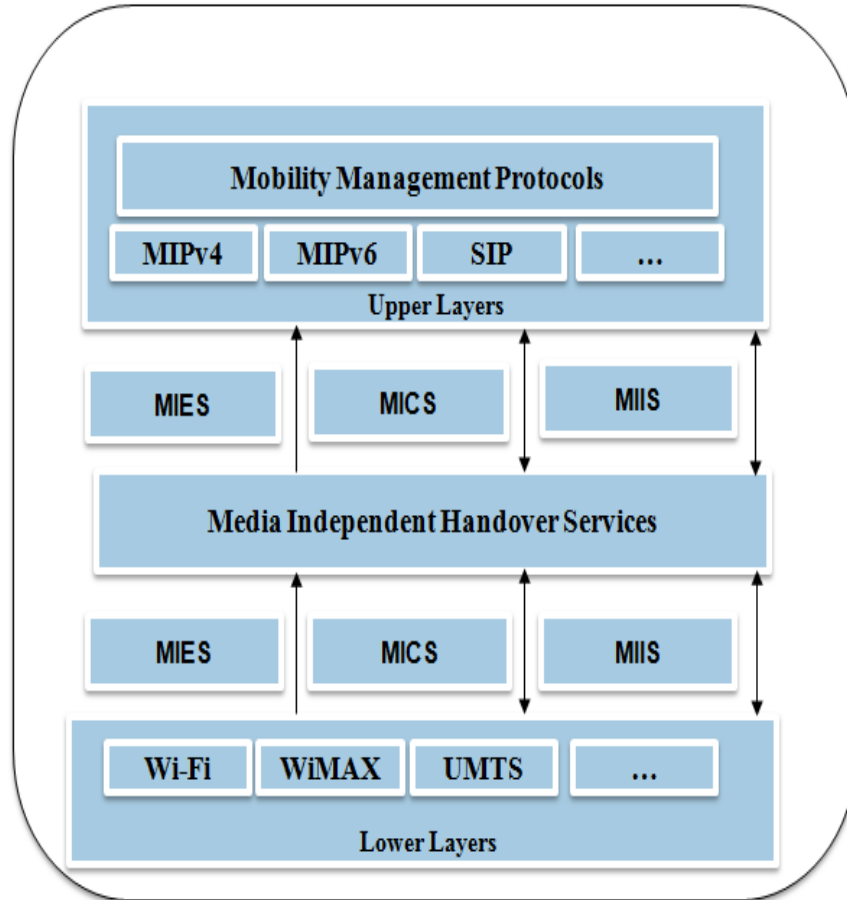 Mobility Management Protocols
MIPv4 MIPv6 SIP ...
Upper Layers
MIES MICS MIIS
Media Independent Handover Services
MIES MICS MIIS
Wi-Fi WiMAX UMTS ...
Lower Layers